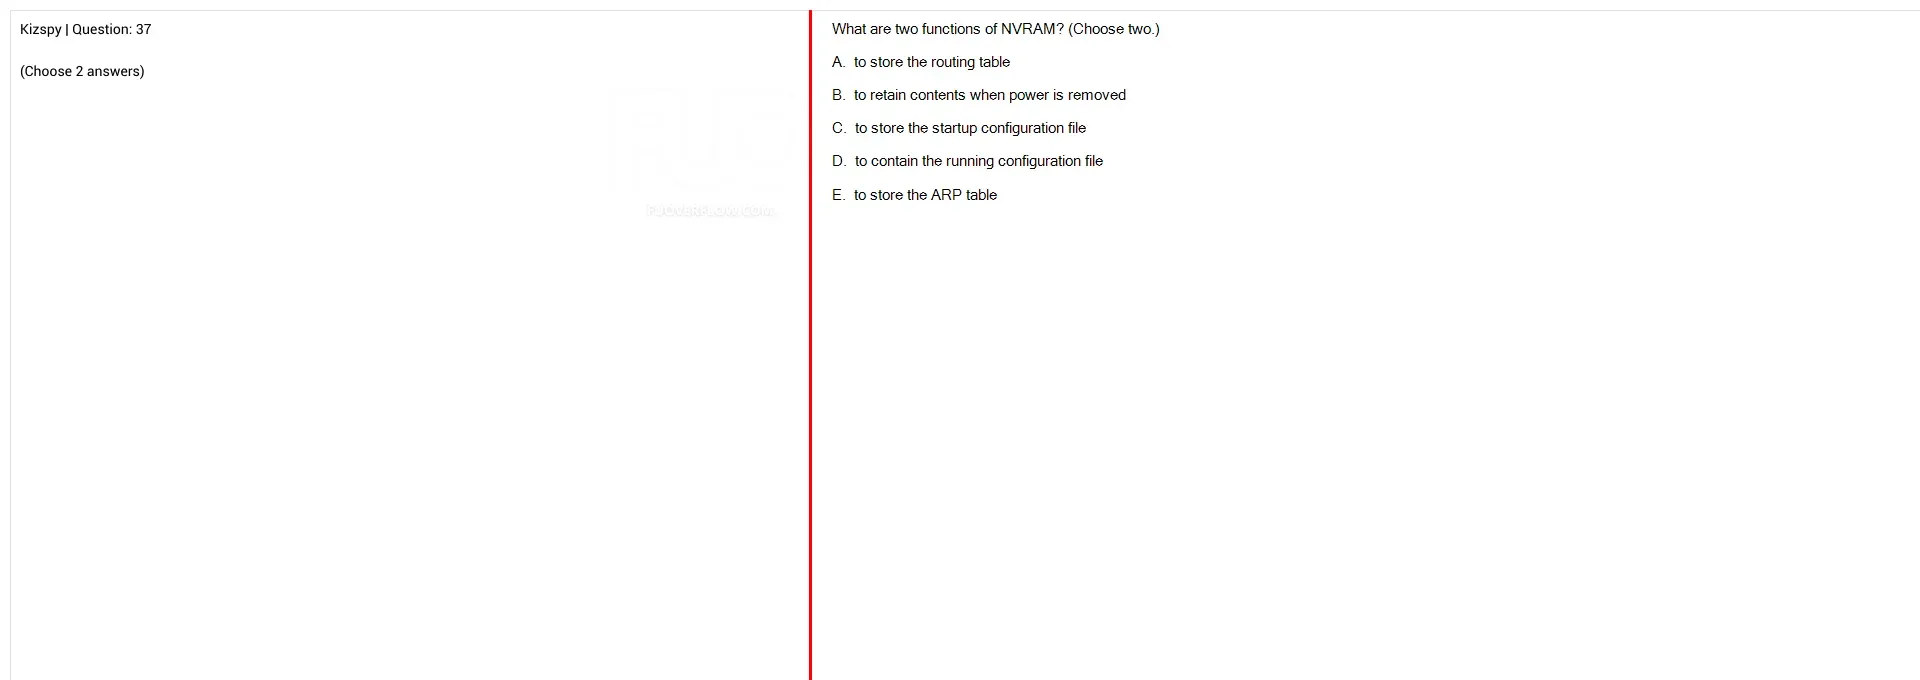 Kizspy | Question: 37
(Choose 2 answers)
What are two functions of NVRAM? (Choose two.)
A. to store the routing table
B. to retain contents when power is removed
C. to store the startup configuration file
D. to contain the running configuration file
E. to store the ARP table